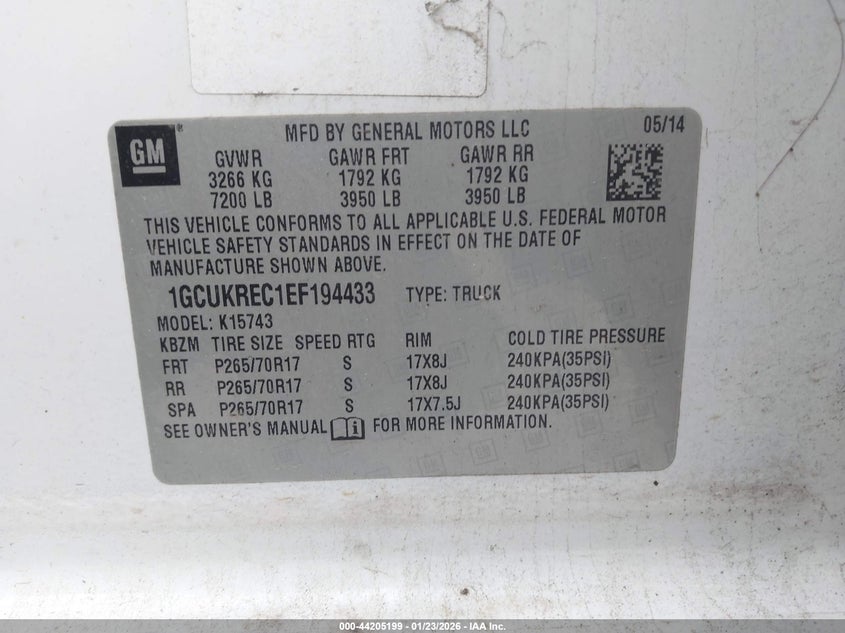 GM ®
MFD BY GENERAL MOTORS LLC 05/14
GVWR GAWR FRT GAWR RR
3266 KG 1792 KG 1792 KG
7200 LB 3950 LB 3950 LB
THIS VEHICLE CONFORMS TO ALL APPLICABLE U.S. FEDERAL MOTOR
VEHICLE SAFETY STANDARDS IN EFFECT ON THE DATE OF
MANUFACTURE SHOWN ABOVE.
1GCUKREC1EF194433 TYPE: TRUCK
MODEL: K15743
KBZM TIRE SIZE SPEED RTG RIM COLD TIRE PRESSURE
FRT P265/70R17 S 17X8J 240KPA(35PSI)
RR P265/70R17 S 17X8J 240KPA(35PSI)
SPA P265/70R17 S 17X7.5J 240KPA(35PSI)
SEE OWNER'S MANUAL i FOR MORE INFORMATION.
000-44205199 - 01/23/2026 - IAA Inc.